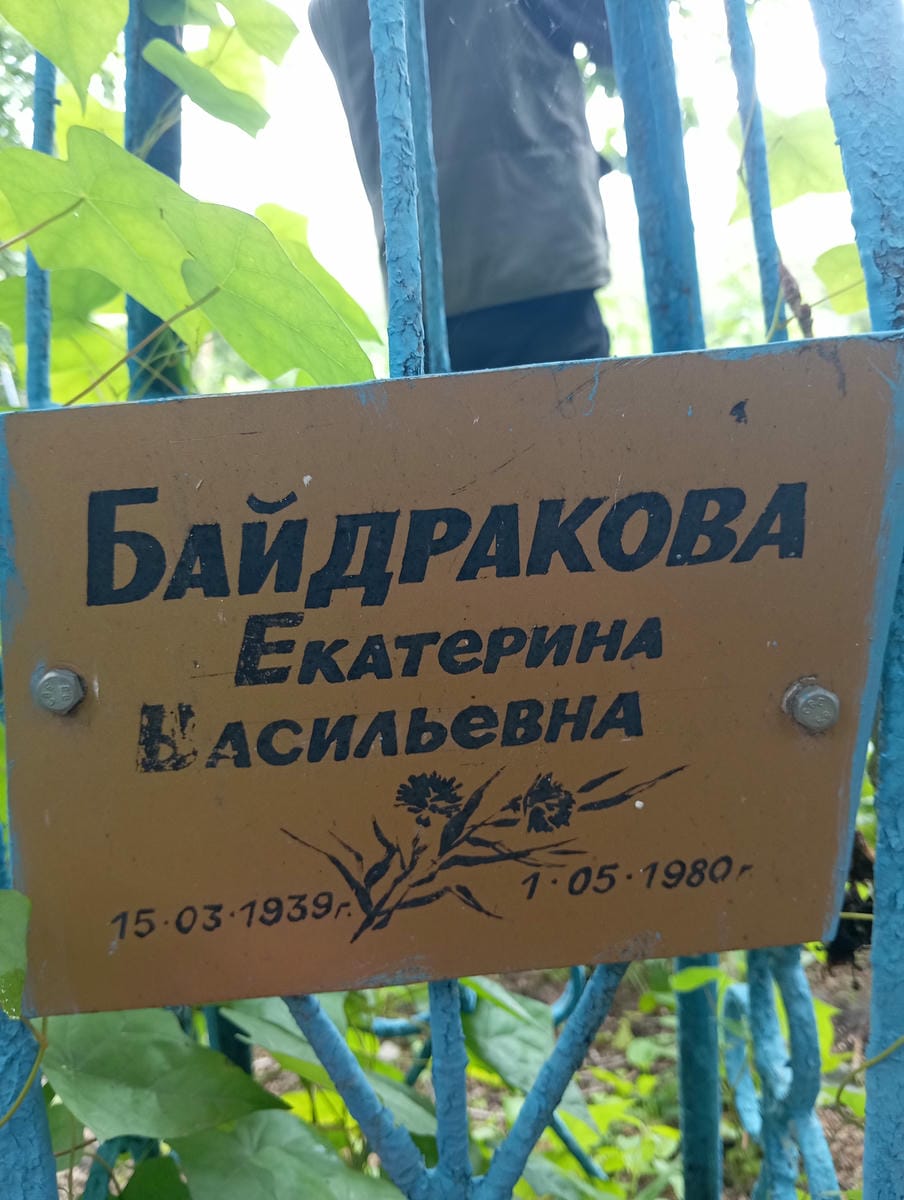 БАЙДРАКОВА
ЕКАТЕРИНА
ВАСИЛЬЕВНА
15.03.1939г. 1.05.1980г.